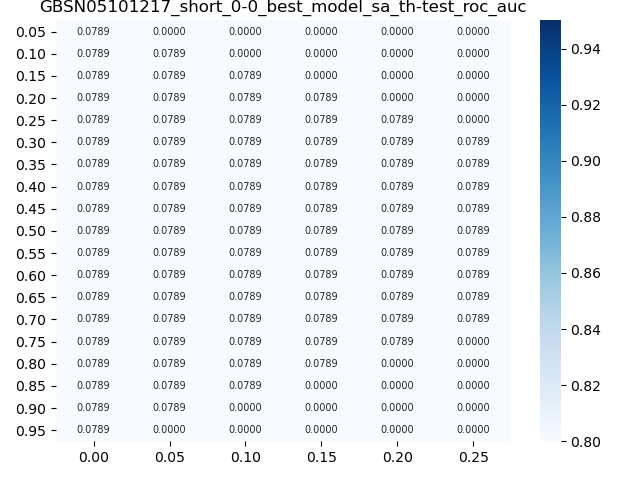 GBSN05101217_short_0-0_best_model_sa_th-test_roc_auc
0.05 0.0789 0.0000 0.0000 0.0000 0.0000 0.0000
0.10 0.0789 0.0789 0.0000 0.0000 0.0000 0.0000
0.15 0.0789 0.0789 0.0789 0.0000 0.0000 0.0000
0.20 0.0789 0.0789 0.0789 0.0789 0.0000 0.0000
0.25 0.0789 0.0789 0.0789 0.0789 0.0789 0.0000
0.30 0.0789 0.0789 0.0789 0.0789 0.0789 0.0789
0.35 0.0789 0.0789 0.0789 0.0789 0.0789 0.0789
0.40 0.0789 0.0789 0.0789 0.0789 0.0789 0.0789
0.45 0.0789 0.0789 0.0789 0.0789 0.0789 0.0789
0.50 0.0789 0.0789 0.0789 0.0789 0.0789 0.0789
0.55 0.0789 0.0789 0.0789 0.0789 0.0789 0.0789
0.60 0.0789 0.0789 0.0789 0.0789 0.0789 0.0789
0.65 0.0789 0.0789 0.0789 0.0789 0.0789 0.0789
0.70 0.0789 0.0789 0.0789 0.0789 0.0789 0.0789
0.75 0.0789 0.0789 0.0789 0.0789 0.0789 0.0000
0.80 0.0789 0.0789 0.0789 0.0789 0.0000 0.0000
0.85 0.0789 0.0789 0.0789 0.0000 0.0000 0.0000
0.90 0.0789 0.0789 0.0000 0.0000 0.0000 0.0000
0.95 0.0789 0.0000 0.0000 0.0000 0.0000 0.0000
0.00 0.05 0.10 0.15 0.20 0.25
0.94
0.92
0.90
0.88
0.86
0.84
0.82
0.80